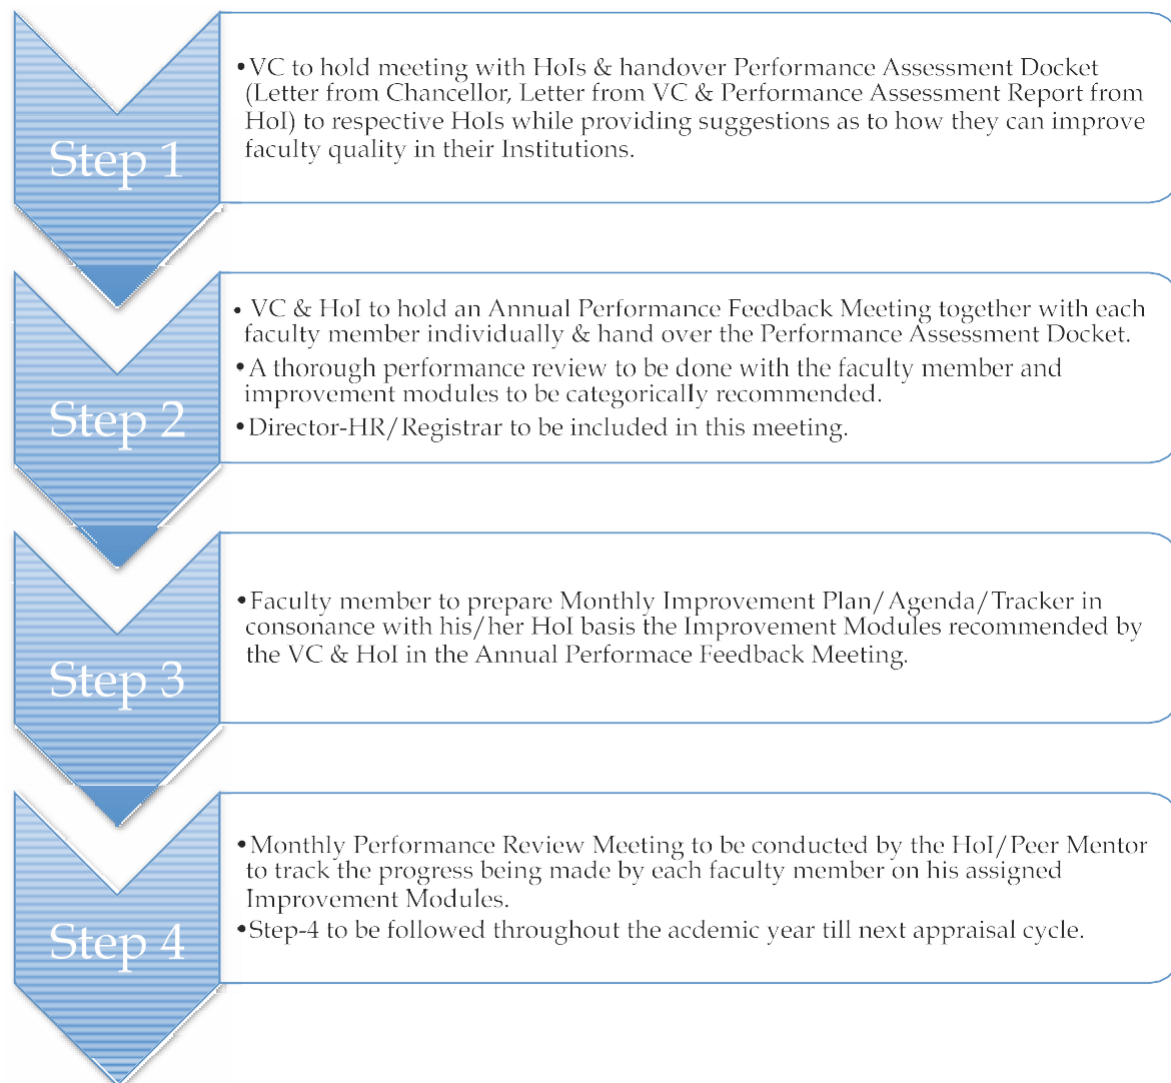 Step 1
•VC to hold meeting with HoIs & handover Performance Assessment Docket
(Letter from Chancellor, Letter from VC & Performance Assessment Report from
HoI) to respective HoIs while providing suggestions as to how they can improve
faculty quality in their Institutions.
Step 2
• VC & HoI to hold an Annual Performance Feedback Meeting together with each
faculty member individually & hand over the Performance Assessment Docket.
•A thorough performance review to be done with the faculty member and
improvement modules to be categorically recommended.
•Director-HR/Registrar to be included in this meeting.
Step 3
•Faculty member to prepare Monthly Improvement Plan/Agenda/Tracker in
consonance with his/her HoI basis the Improvement Modules recommended by
the VC & HoI in the Annual Performace Feedback Meeting.
Step 4
•Monthly Performance Review Meeting to be conducted by the HoI/Peer Mentor
to track the progress being made by each faculty member on his assigned
Improvement Modules.
•Step-4 to be followed throughout the acdemic year till next appraisal cycle.